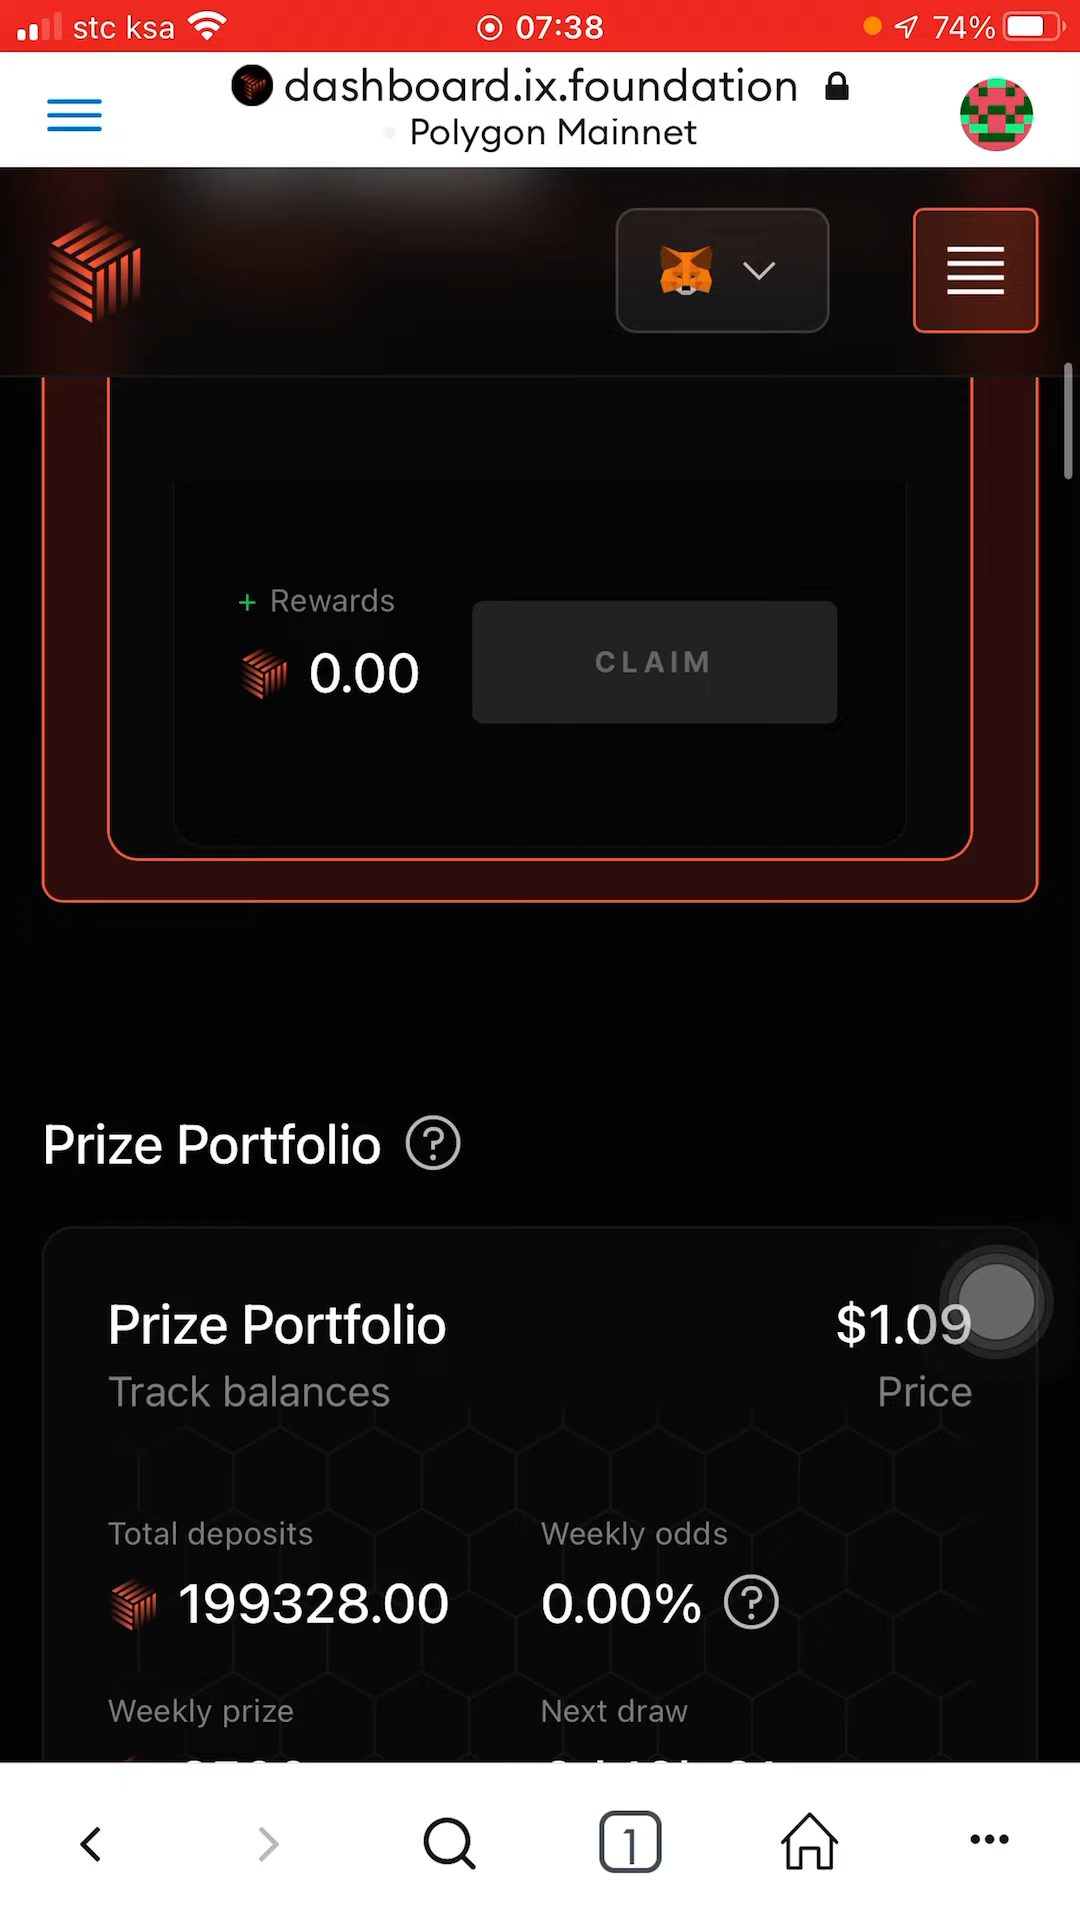 stc ksa 07:38 74%
dashboard.ix.foundation
Polygon Mainnet
+ Rewards
0.00
CLAIM
Prize Portfolio ?
Prize Portfolio $1.09
Track balances Price
Total deposits Weekly odds
199328.00 0.00% ?
Weekly prize Next draw
1